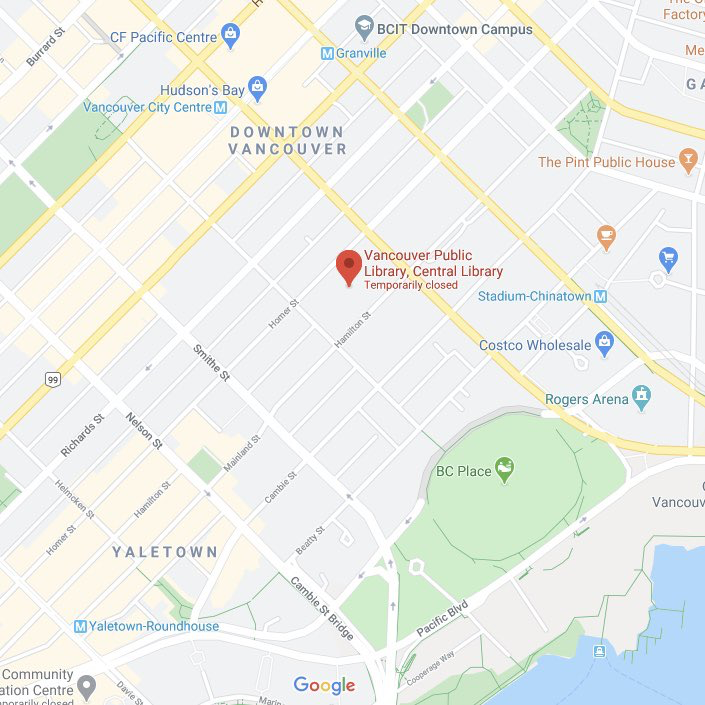 Burrard St
CF Pacific Centre
BCIT Downtown Campus
Factory
M Granville
Me
Hudson's Bay
GA
Vancouver City Centre M
DOWNTOWN
VANCOUVER
The Pint Public House
Vancouver Public
Library, Central Library
Temporarily closed
Stadium-Chinatown M
Homer St
Hamilton St
Costco Wholesale
Smithe St
99
Rogers Arena
Richards St
Nelson St
Mainland St
BC Place
Cambie St
Helmcken St
Hamilton St
Vancouv
Homer St
Beatty St
YALETOWN
Cambie St Bridge
M Yaletown-Roundhouse
Pacific Blvd
Community
ation Centre
mporarily closed
Davie St
Google
Cooperage Way
Marin